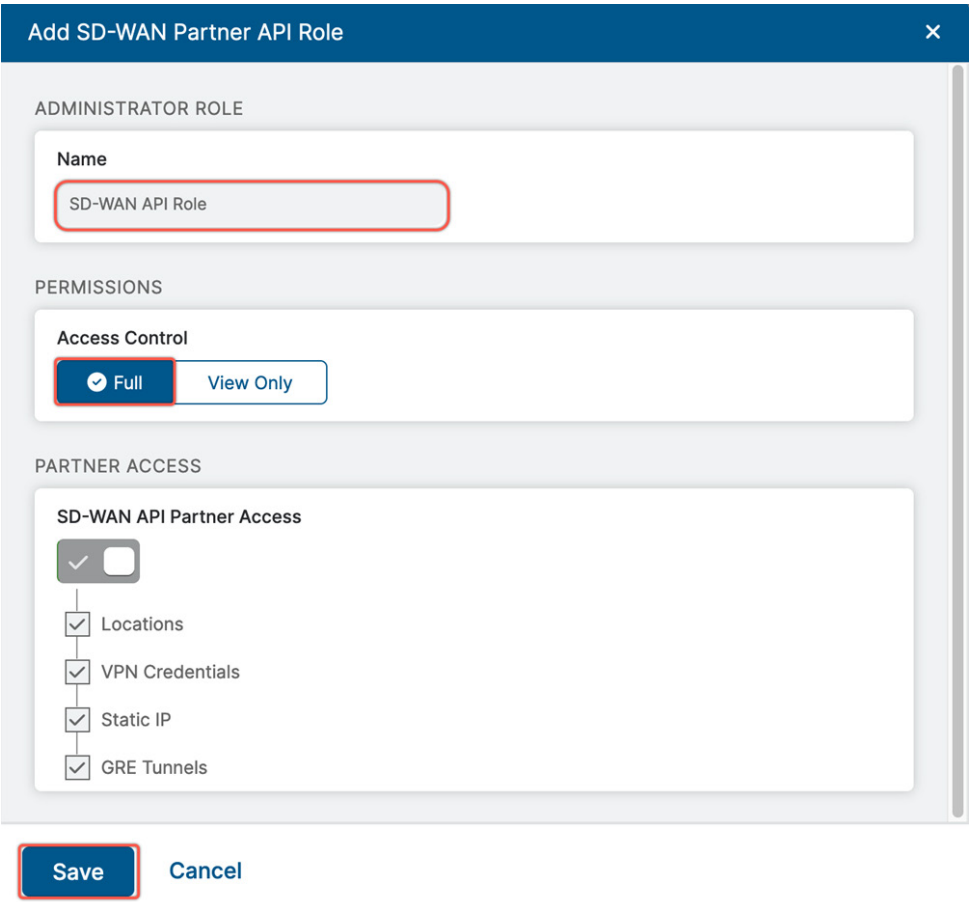 Add SD-WAN Partner API Role
ADMINISTRATOR ROLE
Name
SD-WAN API Role
PERMISSIONS
Access Control
Full View Only
PARTNER ACCESS
SD-WAN API Partner Access
Locations
VPN Credentials
Static IP
GRE Tunnels
Save Cancel